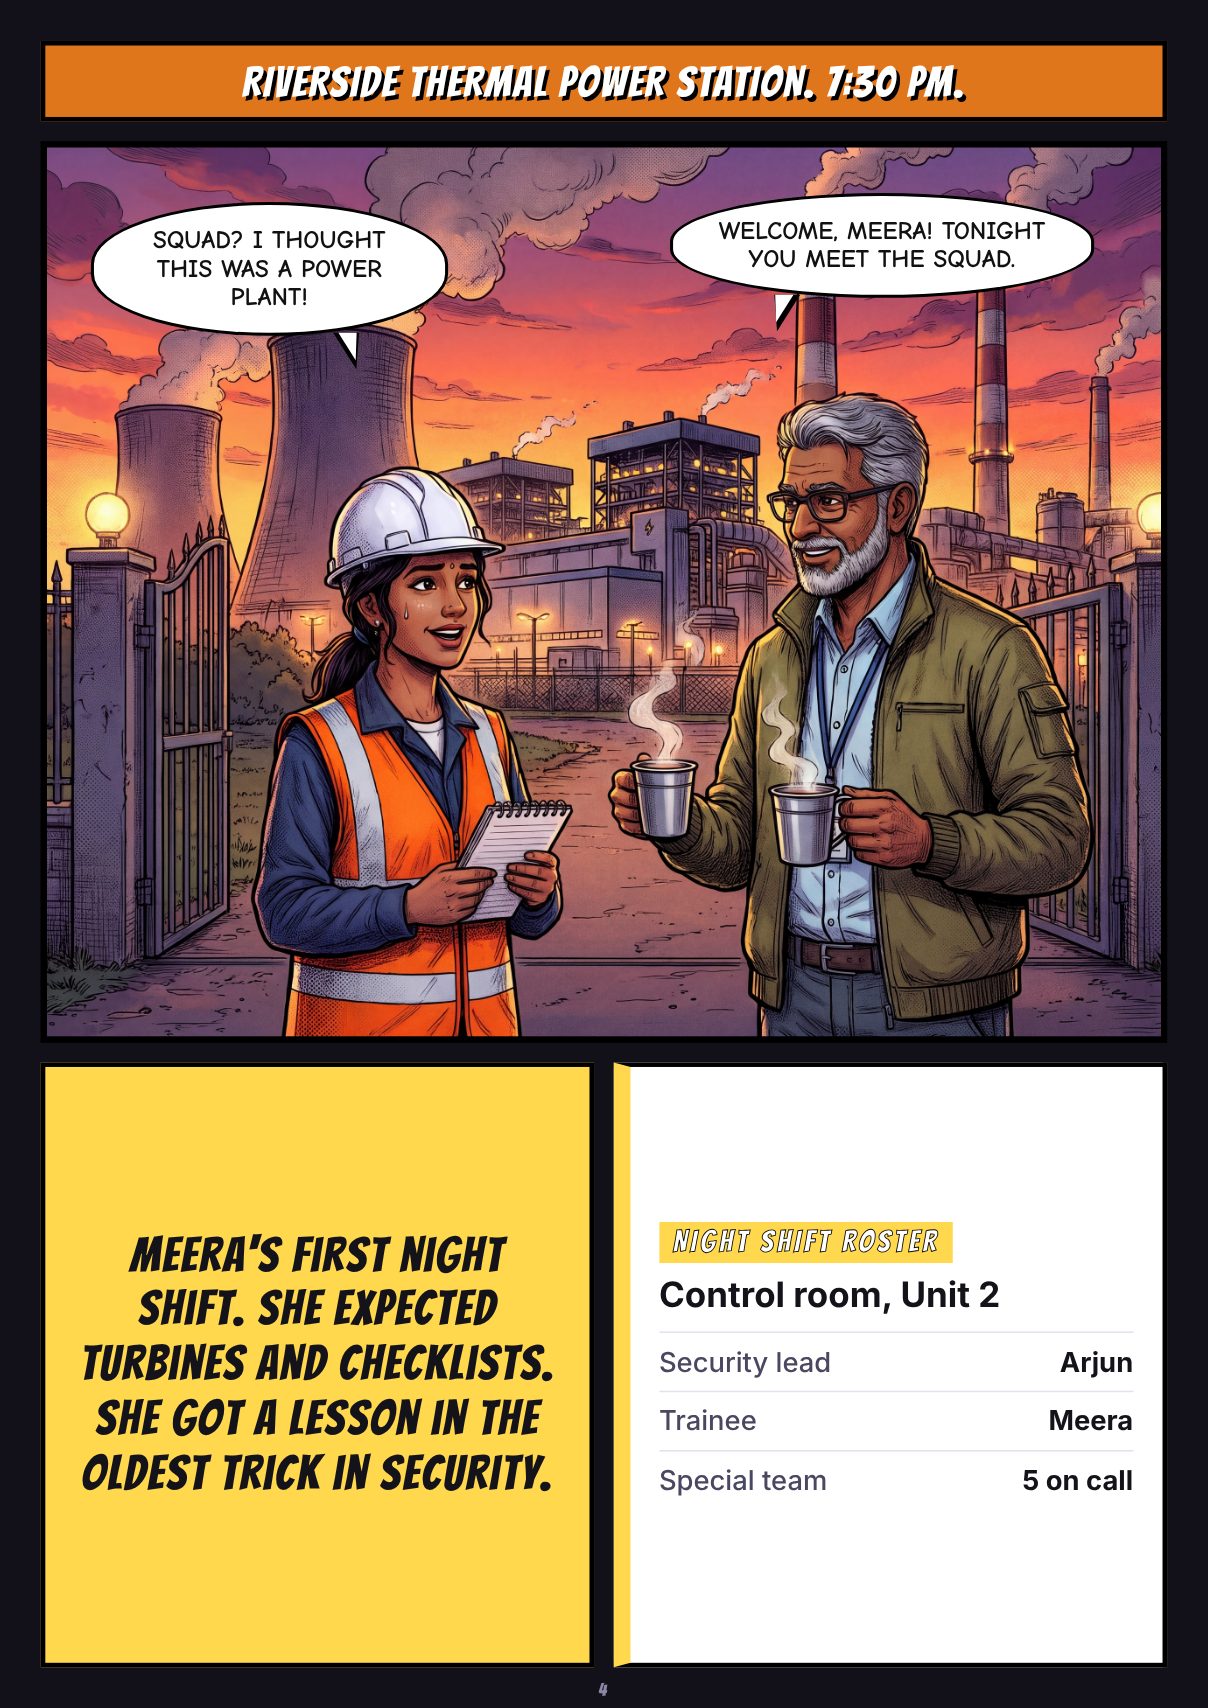 RIVERSIDE THERMAL POWER STATION. 7:30 PM.
SQUAD? I THOUGHT
THIS WAS A POWER
PLANT!
WELCOME, MEERA! TONIGHT
YOU MEET THE SQUAD.
MEERA'S FIRST NIGHT
SHIFT. SHE EXPECTED
TURBINES AND CHECKLISTS.
SHE GOT A LESSON IN THE
OLDEST TRICK IN SECURITY.
NIGHT SHIFT ROSTER
Control room, Unit 2
Security lead Arjun
Trainee Meera
Special team 5 on call
4